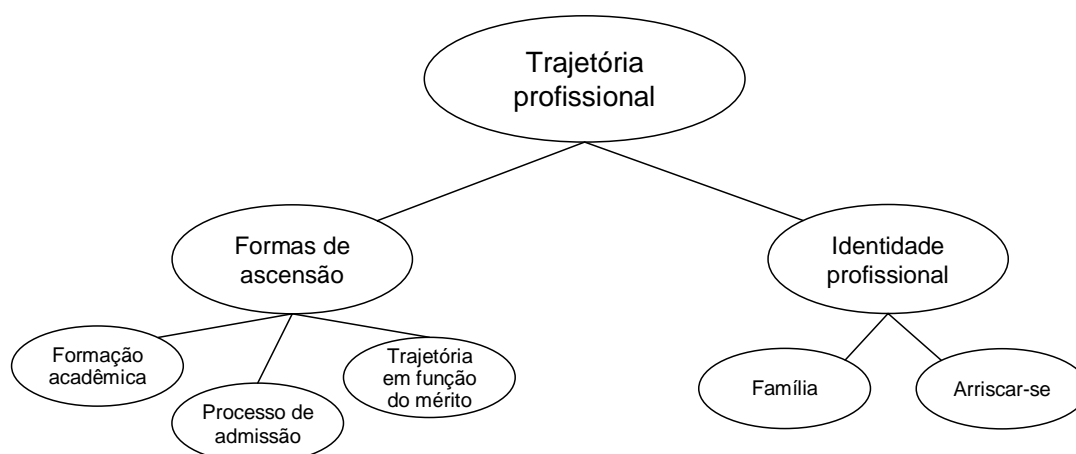 Trajetória
profissional
Formas de
ascensão
Identidade
profissional
Formação
acadêmica
Processo de
admissão
Trajetória
em função
do mérito
Família
Arriscar-se